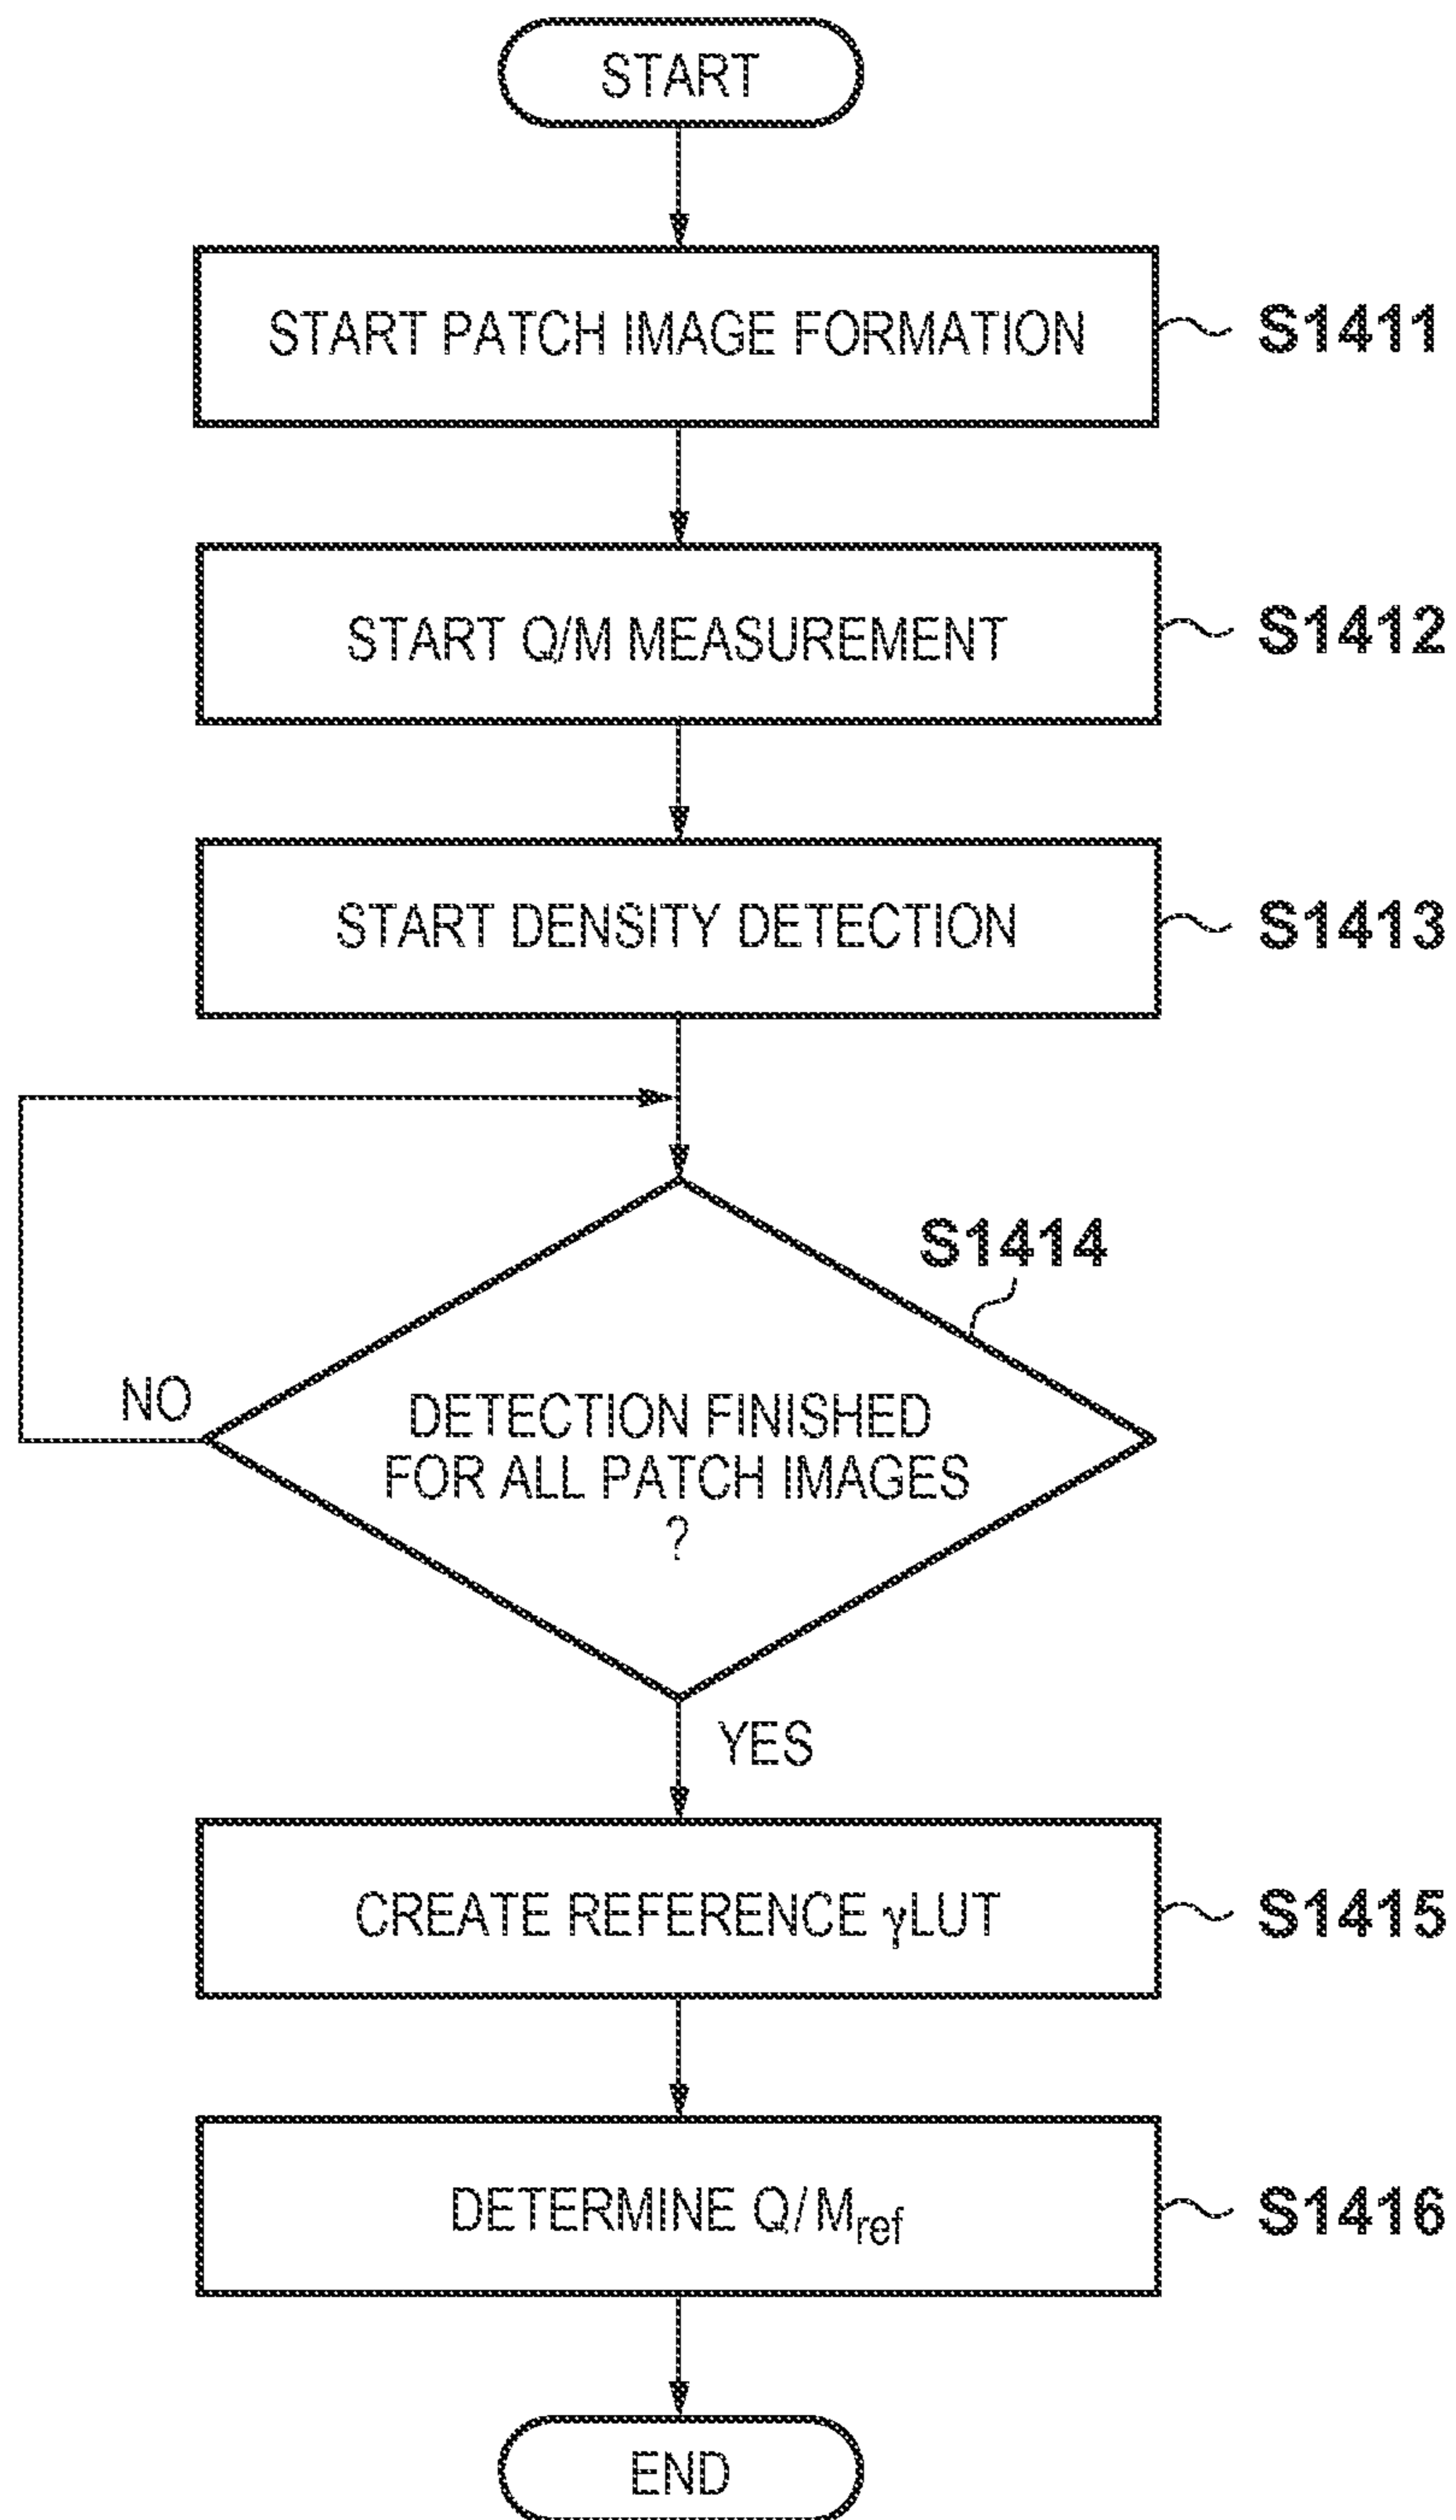 START
START PATCH IMAGE FORMATION
S1411
START Q/M MEASUREMENT
S1412
START DENSITY DETECTION
S1413
S1414
NO
DETECTION FINISHED
FOR ALL PATCH IMAGES
?
YES
CREATE REFERENCE γLUT
S1415
DETERMINE Q/Mref
S1416
END